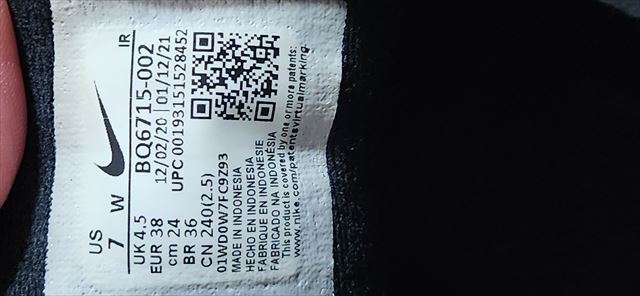 US
7 W
IR
UK 4.5
EUR 38
cm 24
BR 36
CN 240(2.5)
BQ6715-002
12/02/20 | 01/12/21
UPC 00193151528452
01WD0W7FC9Z93
MADE IN INDONESIA
HECHO EN INDONESIA
FABRIQUE EN INDONESIE
FABRICADO NA INDONÉSIA
This product is covered by one or more patents:
www.nike.com/patentsvirtualmarking.